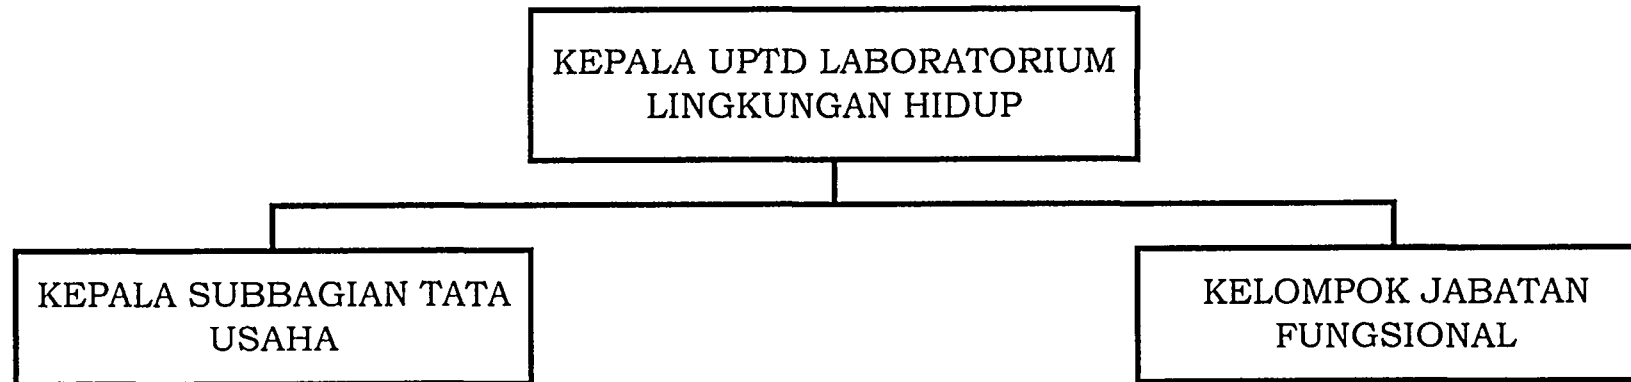 KEPALA UPTD LABORATORIUM
LINGKUNGAN HIDUP
KEPALA SUBBAGIAN TATA
USAHA
KELOMPOK JABATAN
FUNGSIONAL